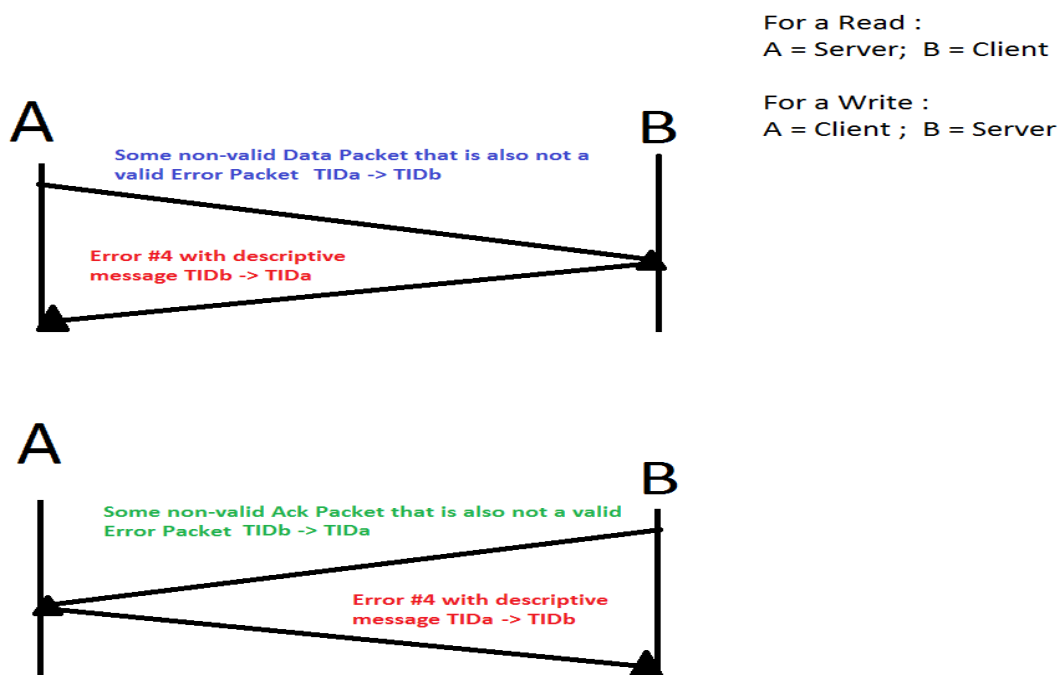 For a Read :
A = Server;  B = Client
For a Write :
A = Client ;  B = Server
A
B
Some non-valid Data Packet that is also not a
valid Error Packet   TIDa -> TIDb
Error #4 with descriptive
message TIDb -> TIDa
A
B
Some non-valid Ack Packet that is also not a valid
Error Packet  TIDb -> TIDa
Error #4 with descriptive
message TIDa -> TIDb